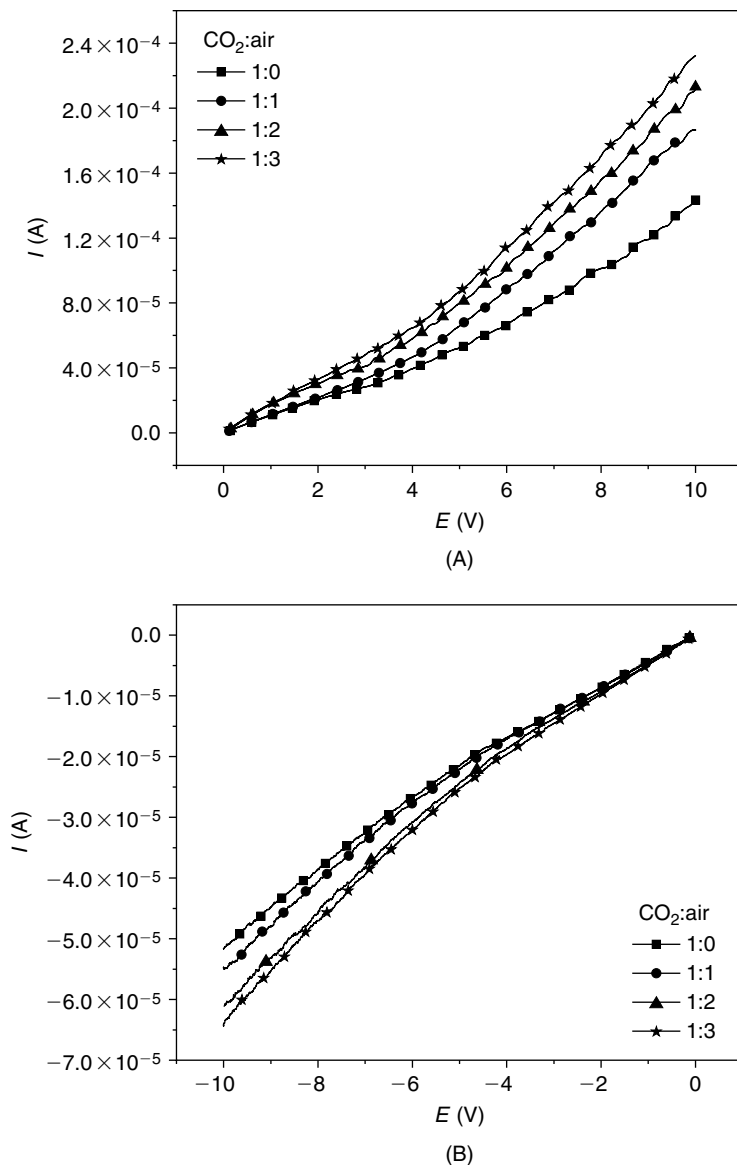 CO₂:air
1:0
1:1
1:2
1:3
2.4 × 10⁻⁴
2.0 × 10⁻⁴
1.6 × 10⁻⁴
1.2 × 10⁻⁴
8.0 × 10⁻⁵
4.0 × 10⁻⁵
0.0
I (A)
0 2 4 6 8 10
E (V)
(A)
0.0
−1.0 × 10⁻⁵
−2.0 × 10⁻⁵
−3.0 × 10⁻⁵
−4.0 × 10⁻⁵
−5.0 × 10⁻⁵
−6.0 × 10⁻⁵
−7.0 × 10⁻⁵
I (A)
CO₂:air
1:0
1:1
1:2
1:3
−10 −8 −6 −4 −2 0
E (V)
(B)